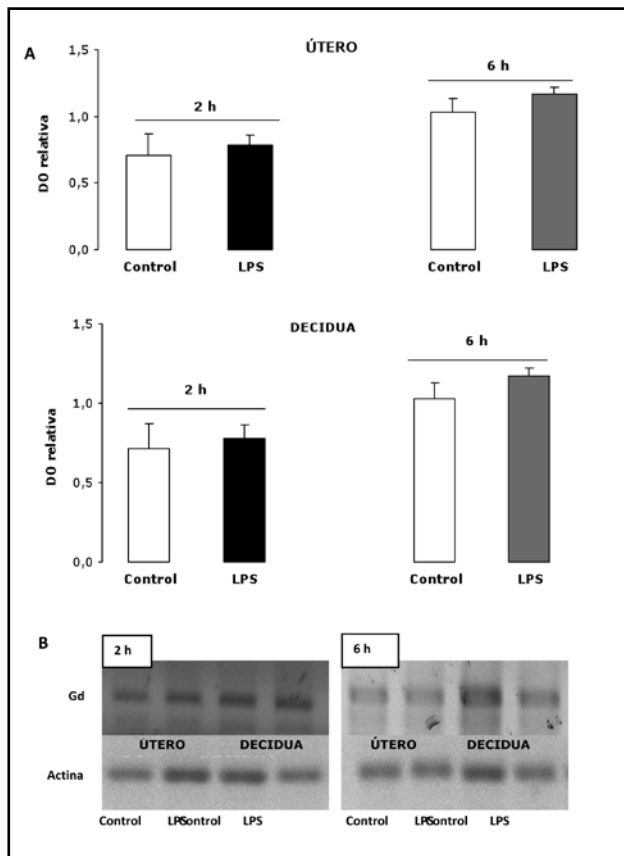 A
ÚTERO
1,5
1,0
0,5
0,0
DO relativa
2 h
6 h
Control
LPS
Control
LPS
DECIDUA
1,5
1,0
0,5
0,0
DO relativa
2 h
6 h
Control
LPS
Control
LPS
B
2 h
6 h
Gd
ÚTERO DECIDUA
ÚTERO DECIDUA
Actina
Control LPS Control LPS
Control LPS Control LPS